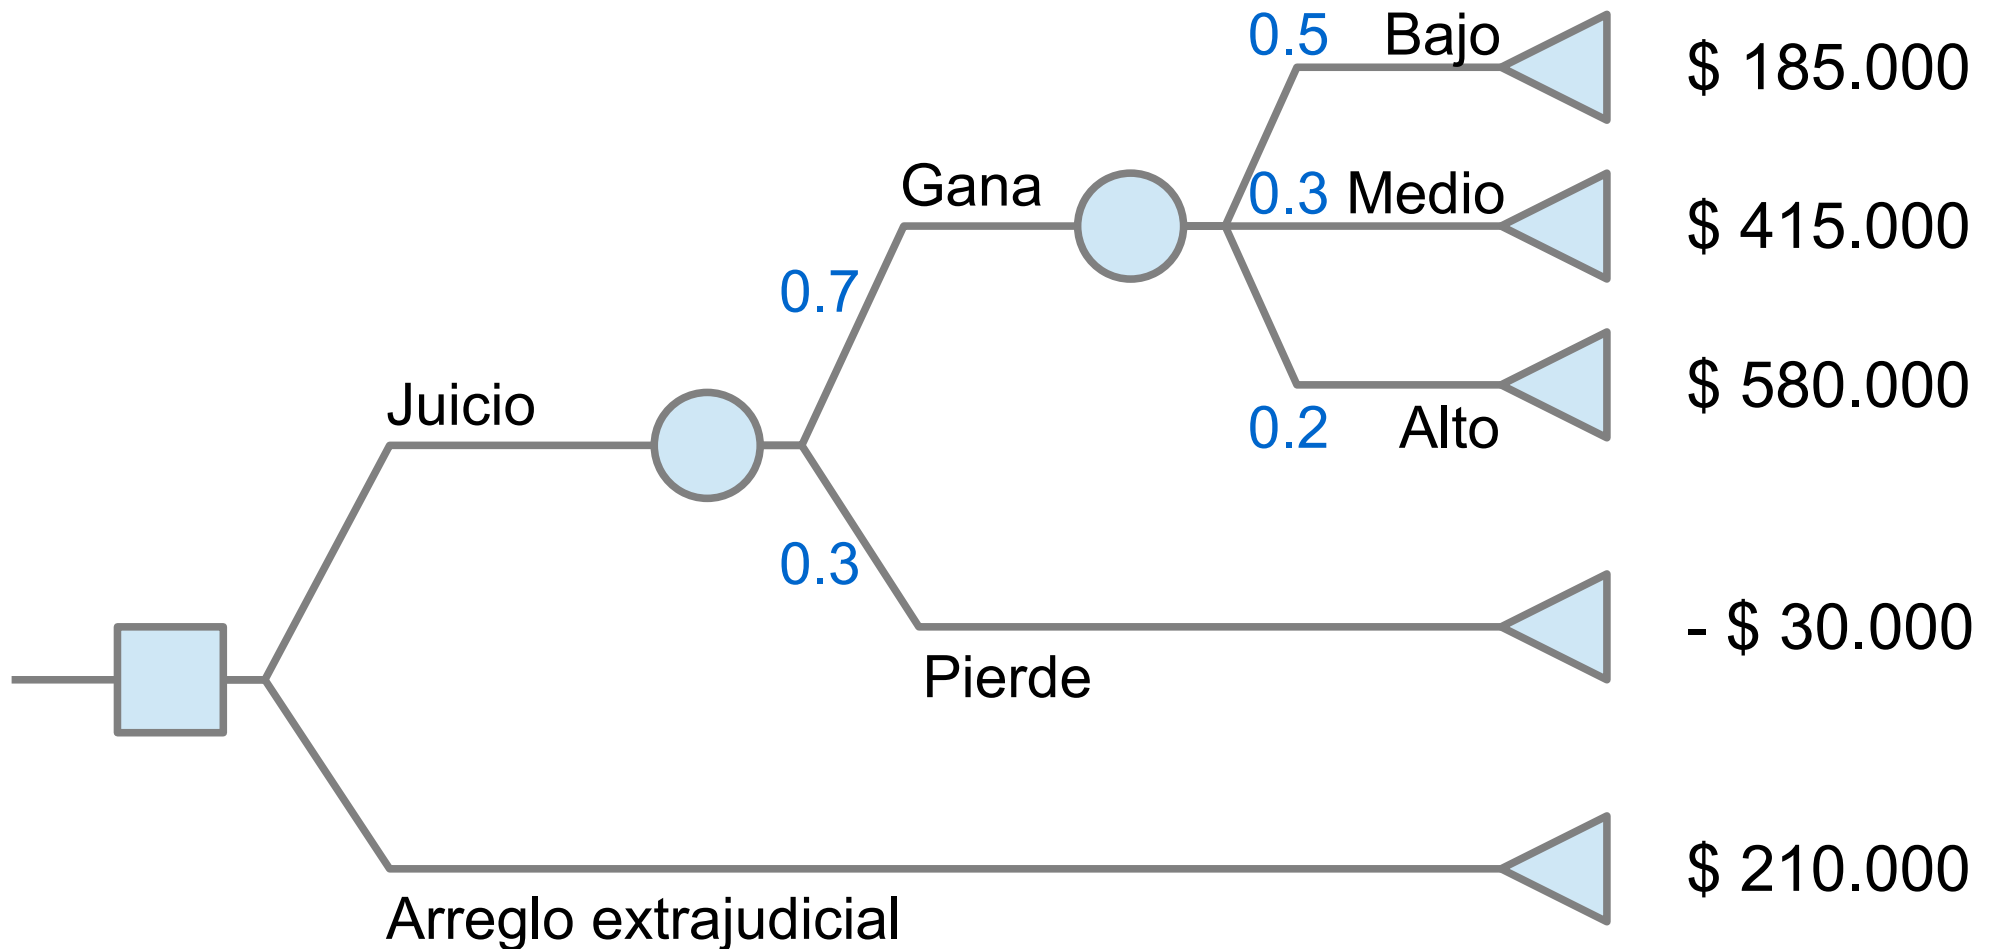 0.5 Bajo $ 185.000
Gana 0.3 Medio $ 415.000
0.7
Juicio 0.2 Alto $ 580.000
0.3
Pierde - $ 30.000
Arreglo extrajudicial $ 210.000